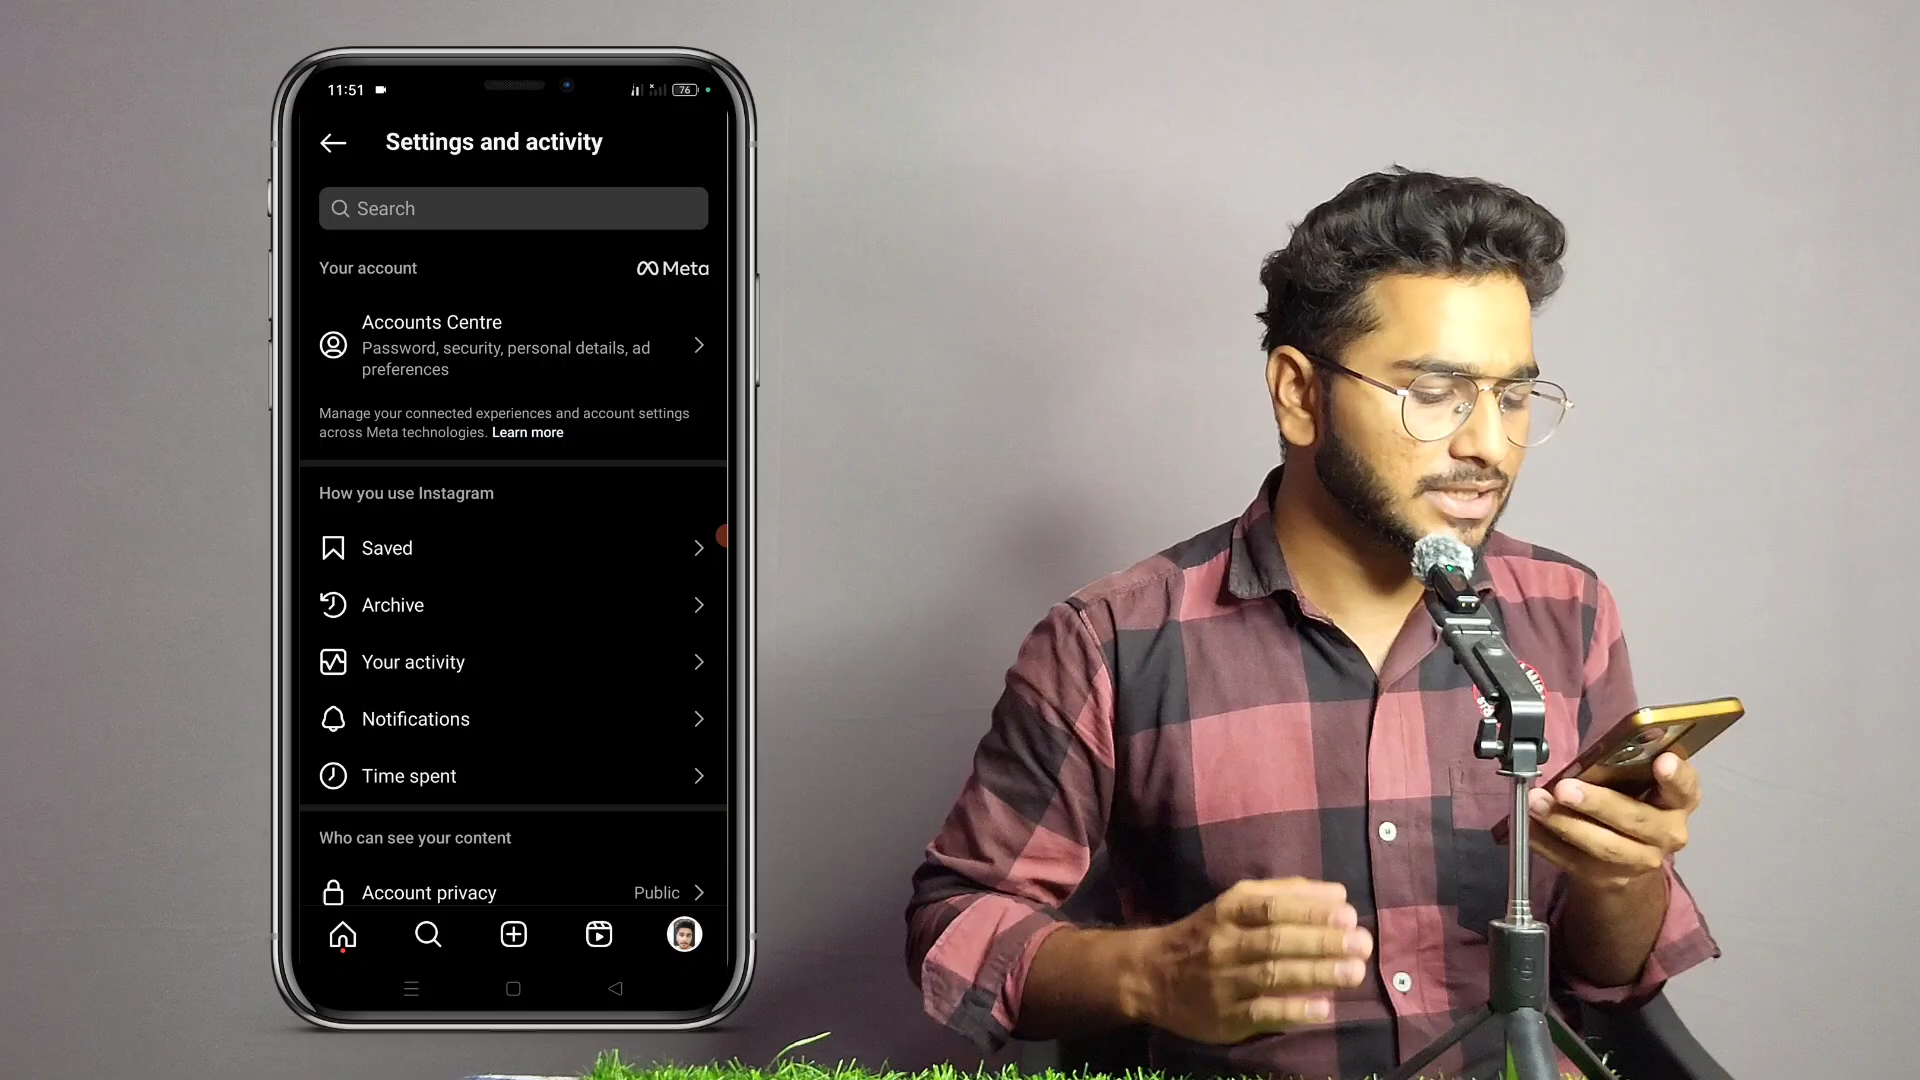 11:51
76
Settings and activity
Search
Your account
Meta
Accounts Centre
Password, security, personal details, ad
preferences
Manage your connected experiences and account settings
across Meta technologies. Learn more
How you use Instagram
Saved
Archive
Your activity
Notifications
Time spent
Who can see your content
Account privacy
Public